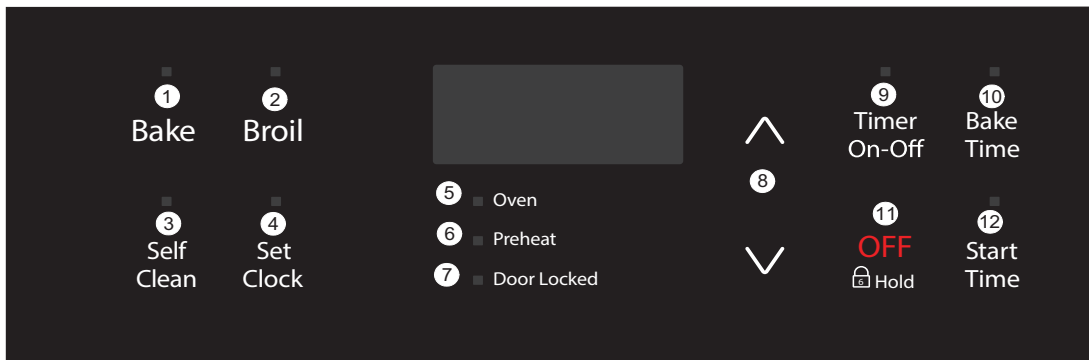 1
Bake
2
Broil
3
Self
Clean
4
Set
Clock
5 Oven
6 Preheat
7 Door Locked
8
9
Timer
On-Off
10
Bake
Time
11
OFF
6 Hold
12
Start
Time